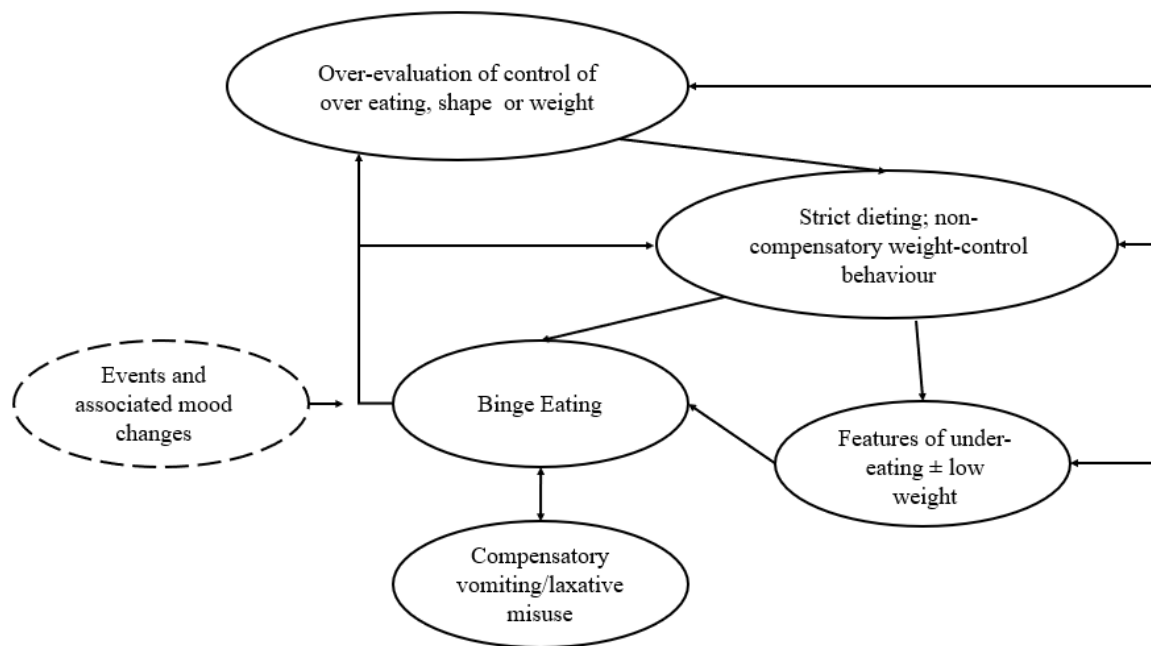 Over-evaluation of control of
over eating, shape or weight
Strict dieting; non-
compensatory weight-control
behaviour
Events and
associated mood
changes
Binge Eating
Features of under-
eating ± low
weight
Compensatory
vomiting/laxative
misuse